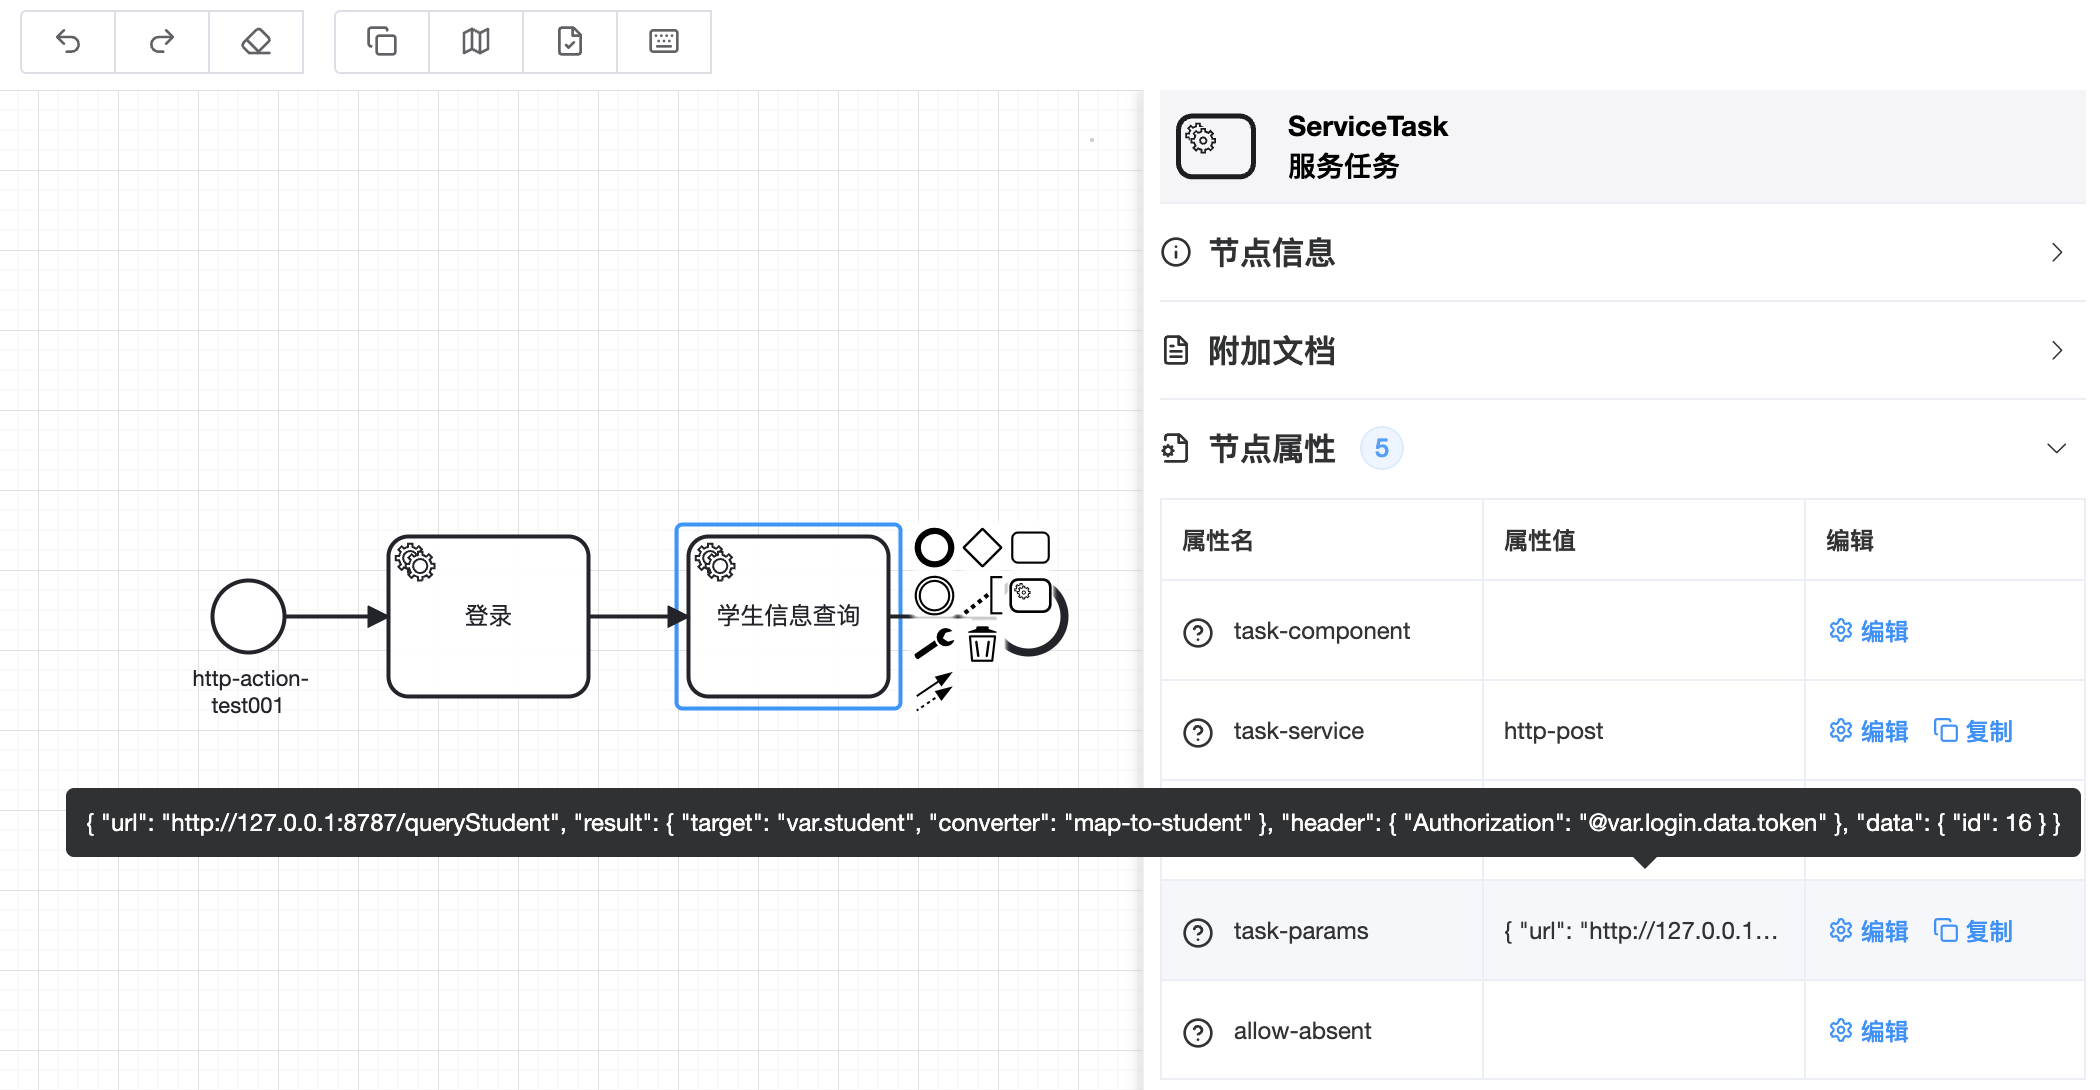 ServiceTask
服务任务
节点信息
附加文档
节点属性 5
属性名 属性值 编辑
task-component 编辑
task-service http-post 编辑 复制
{ "url": "http://127.0.0.1:8787/queryStudent", "result": { "target": "var.student", "converter": "map-to-student" }, "header": { "Authorization": "@var.login.data.token" }, "data": { "id": 16 } }
task-params { "url": "http://127.0.0.1... 编辑 复制
allow-absent 编辑
登录
学生信息查询
http-action-
test001